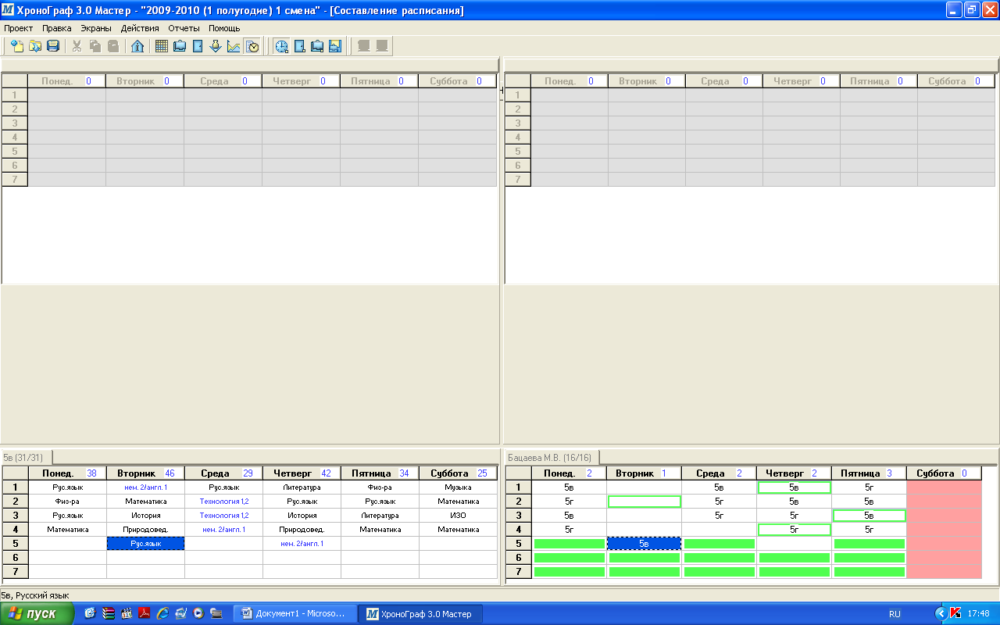 ХроноГраф 3.0 Мастер - "2009-2010 (1 полугодие) 1 смена" - [Составление расписания]
Проект Правка Экраны Действия Отчеты Помощь
Понед. 0 Вторник 0 Среда 0 Четверг 0 Пятница 0 Суббота 0
1
2
3
4
5
6
7
Понед. 0 Вторник 0 Среда 0 Четверг 0 Пятница 0 Суббота 0
1
2
3
4
5
6
7
5в (31/31)
Понед. 38 Вторник 46 Среда 29 Четверг 42 Пятница 34 Суббота 25
1 Рус.язык нем. 2/англ. 1 Рус.язык Литература Физ-ра Музыка
2 Физ-ра Математика Технология 1,2 Рус.язык Рус.язык Математика
3 Рус.язык История Технология 1,2 История Литература ИЗО
4 Математика Природовед. нем. 2/англ. 1 Природовед. Математика Математика
5 Рус.язык нем. 2/англ. 1
6
7
Бацаева М.В. (16/16)
Понед. 2 Вторник 1 Среда 2 Четверг 2 Пятница 3 Суббота 0
1 5в 5в 5в 5г
2 5г 5г 5в 5в
3 5в 5г 5г 5в
4 5г 5г 5г
5 5в
6
7
5в, Русский язык
пуск Документ1 - Microso... ХроноГраф 3.0 Мастер RU 17:48